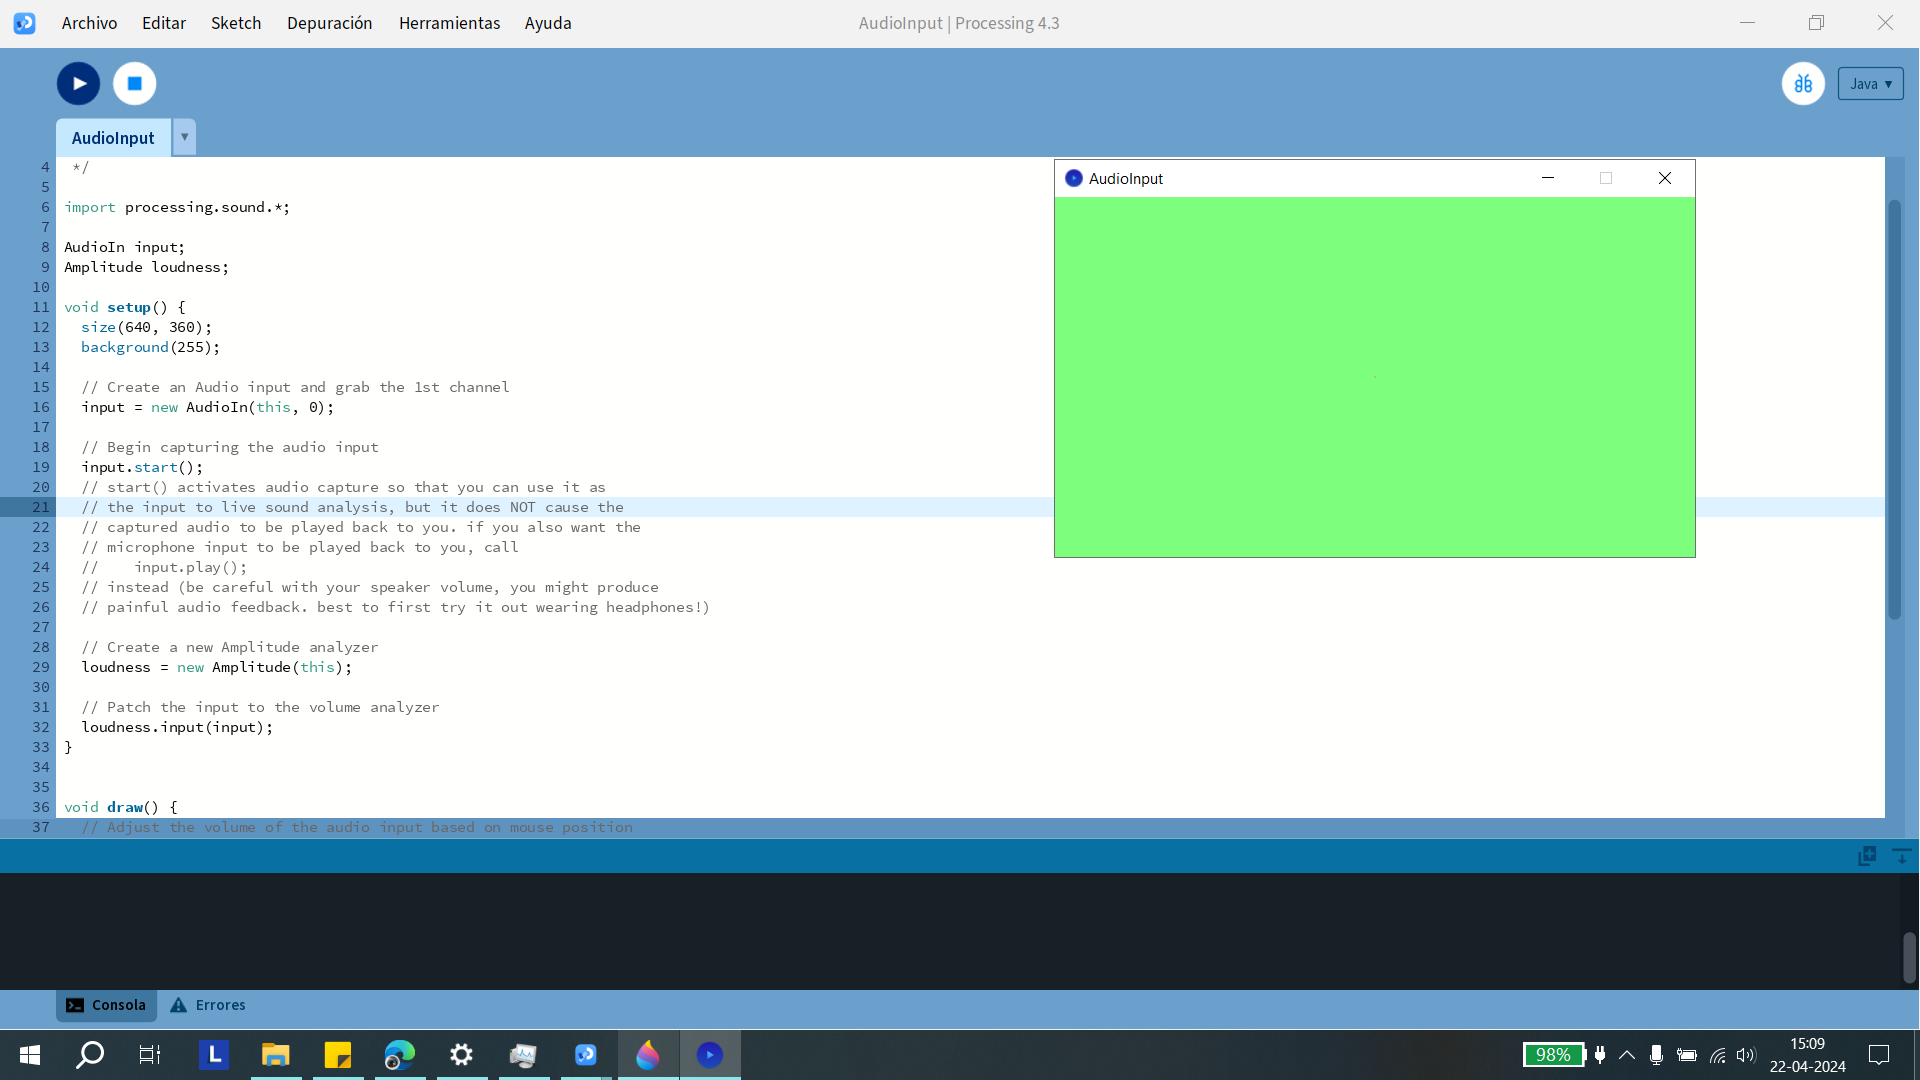 Archivo Editar Sketch Depuración Herramientas Ayuda
AudioInput | Processing 4.3
Java ▾
AudioInput ▾
4 */
5
6 import processing.sound.*;
7
8 AudioIn input;
9 Amplitude loudness;
10
11 void setup() {
12 size(640, 360);
13 background(255);
14
15 // Create an Audio input and grab the 1st channel
16 input = new AudioIn(this, 0);
17
18 // Begin capturing the audio input
19 input.start();
20 // start() activates audio capture so that you can use it as
21 // the input to live sound analysis, but it does NOT cause the
22 // captured audio to be played back to you. if you also want the
23 // microphone input to be played back to you, call
24 //    input.play();
25 // instead (be careful with your speaker volume, you might produce
26 // painful audio feedback. best to first try it out wearing headphones!)
27
28 // Create a new Amplitude analyzer
29 loudness = new Amplitude(this);
30
31 // Patch the input to the volume analyzer
32 loudness.input(input);
33 }
34
35
36 void draw() {
37 // Adjust the volume of the audio input based on mouse position
AudioInput
Consola Errores
L
98%
15:09
22-04-2024